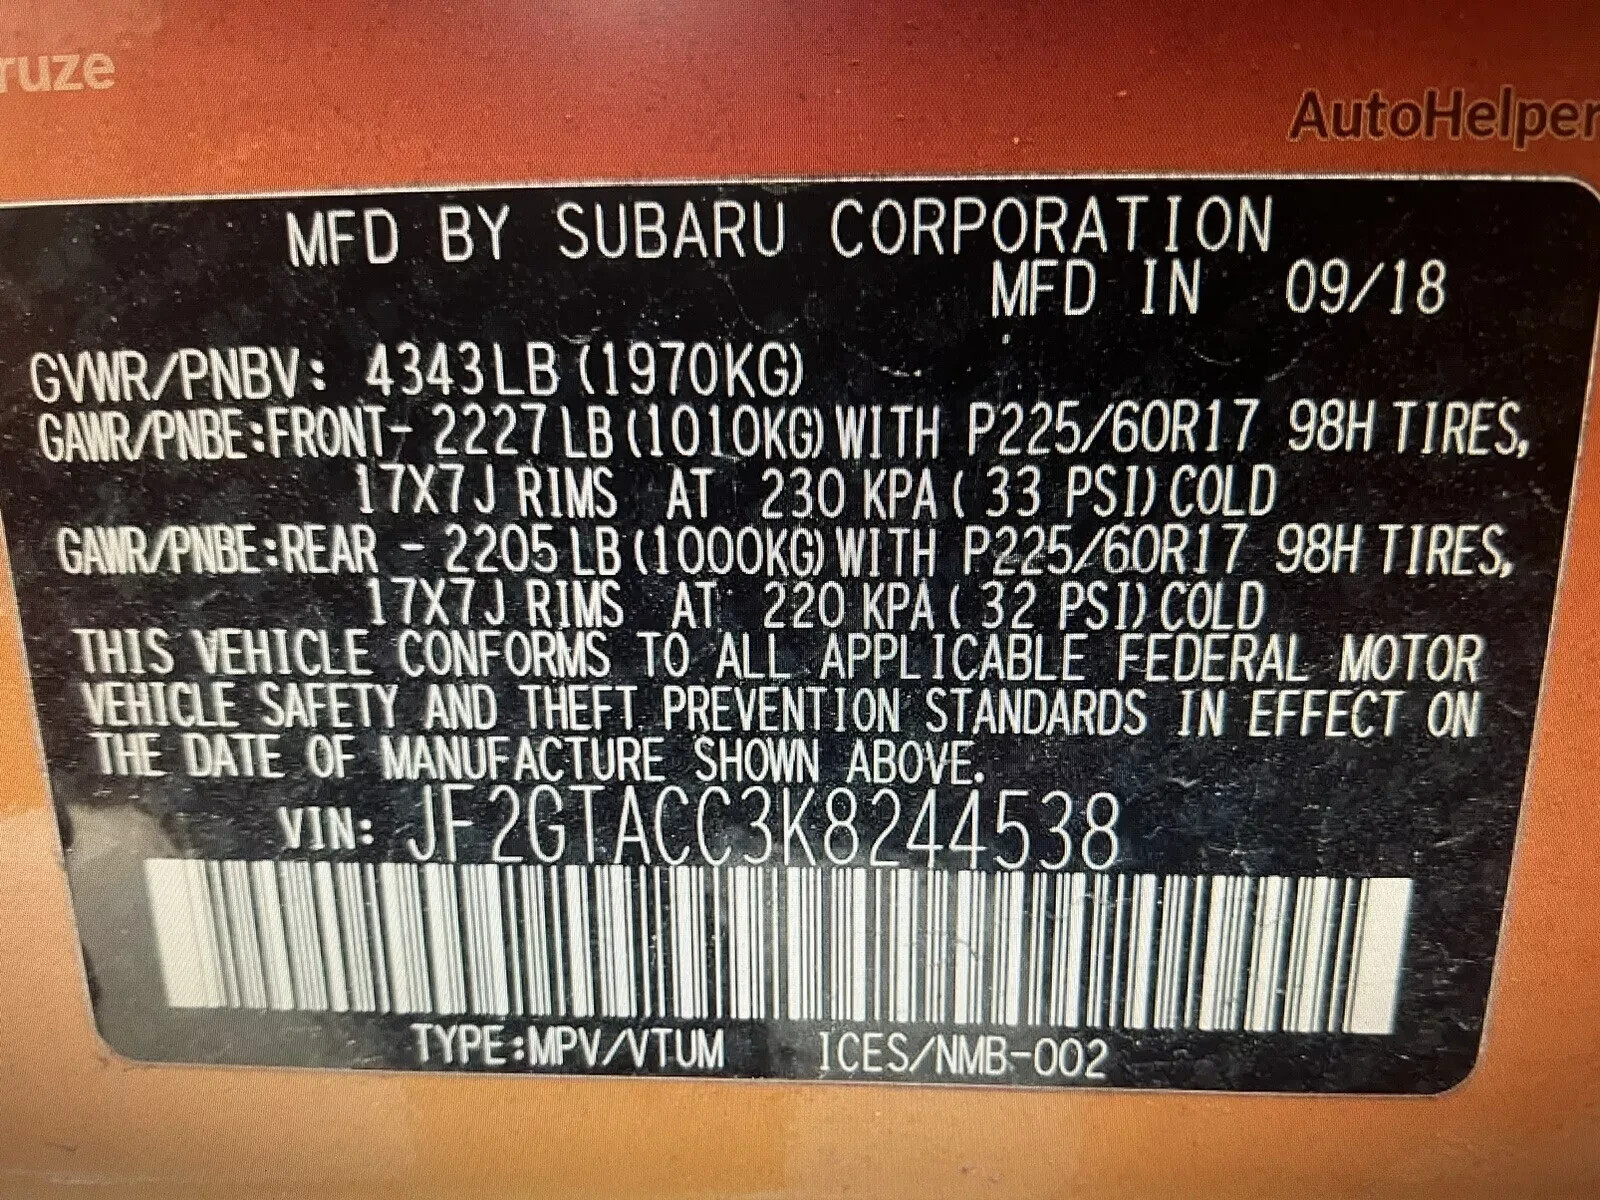 ruze
AutoHelper
MFD BY SUBARU CORPORATION
MFD IN 09/18
GVWR/PNBV: 4343LB (1970KG)
GAWR/PNBE:FRONT- 2227 LB (1010KG) WITH P225/60R17 98H TIRES,
17X7J RIMS AT 230 KPA ( 33 PSI) COLD
GAWR/PNBE:REAR - 2205 LB (1000KG) WITH P225/60R17 98H TIRES,
17X7J RIMS AT 220 KPA ( 32 PSI) COLD
THIS VEHICLE CONFORMS TO ALL APPLICABLE FEDERAL MOTOR
VEHICLE SAFETY AND THEFT PREVENTION STANDARDS IN EFFECT ON
THE DATE OF MANUFACTURE SHOWN ABOVE.
VIN: JF2GTACC3K8244538
TYPE:MPV/VTUM ICES/NMB-002